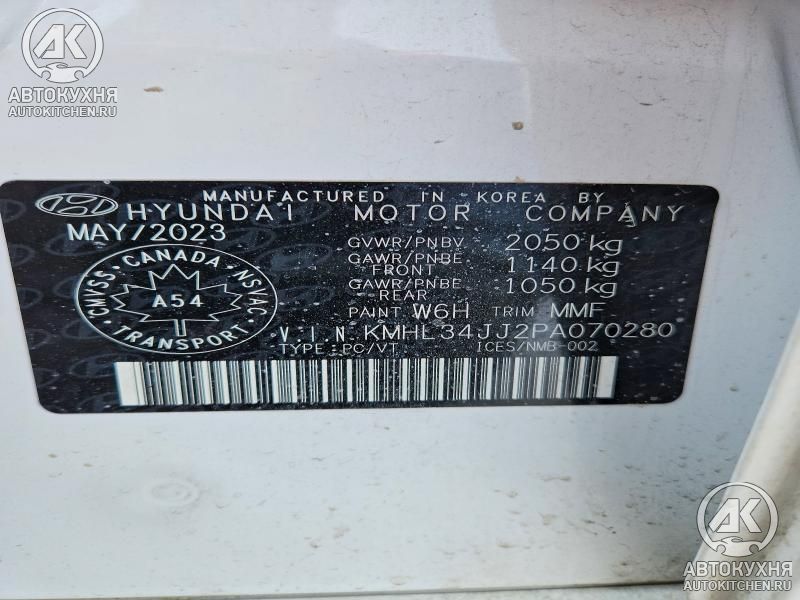 AK
АВТОКУХНЯ
AUTOKITCHEN.RU
MANUFACTURED IN KOREA BY
HYUNDAI MOTOR COMPANY
MAY/2023
GVWR/PNBV 2050 kg
GAWR/PNBE FRONT 1140 kg
GAWR/PNBE REAR 1050 kg
PAINT W6H TRIM MMF
CMVSS CANADA NSVAC
A54
TRANSPORT
V I N KMHL34JJ2PA070280
TYPE PC/VT ICES/NMB-002
AK
АВТОКУХНЯ
AUTOKITCHEN.RU